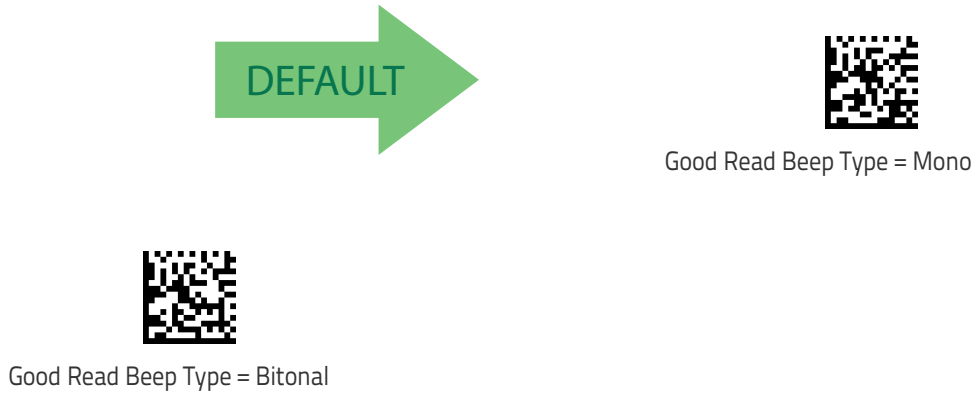 DEFAULT
Good Read Beep Type = Mono
Good Read Beep Type = Bitonal